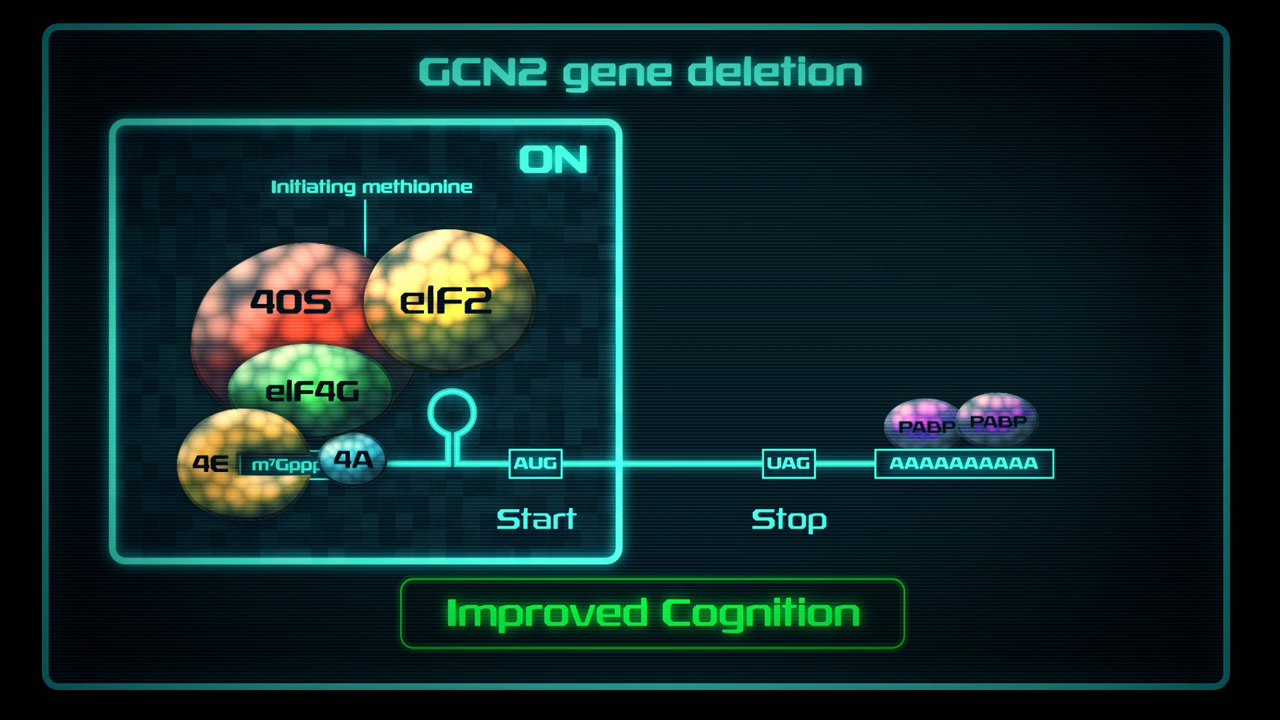 GCN2 gene deletion
ON
Initiating methionine
40S
eIF2
eIF4G
4E
m⁷Gppp
4A
AUG
UAG
PABP
PABP
AAAAAAAAAA
Start
Stop
Improved Cognition